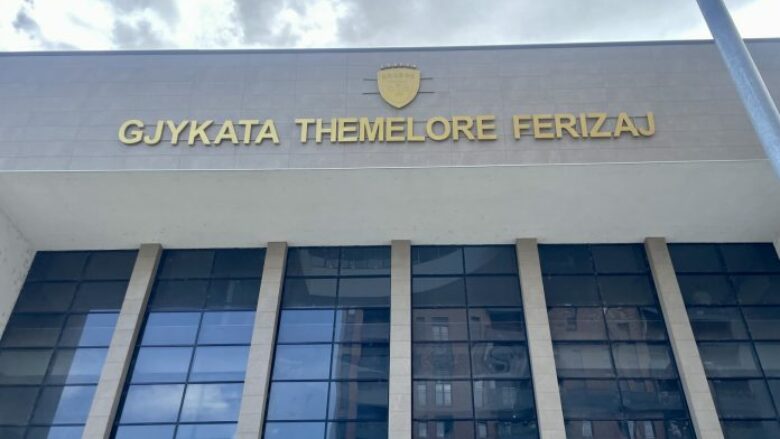 GJYKATA THEMELORE FERIZAJ